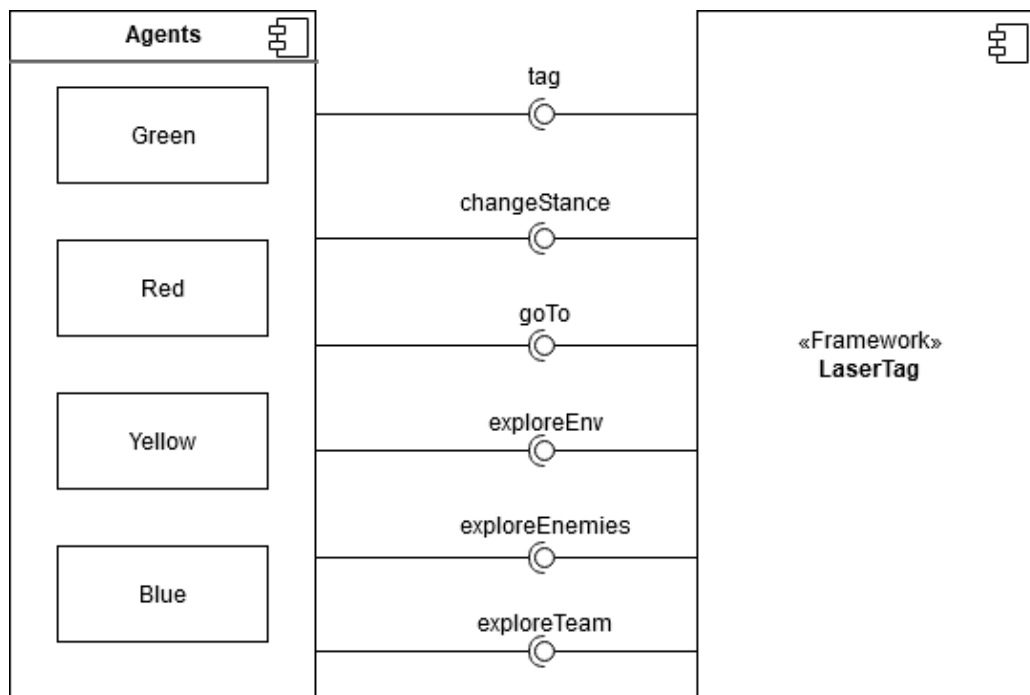 Agents
Green
Red
Yellow
Blue
tag
changeStance
goTo
exploreEnv
exploreEnemies
exploreTeam
«Framework»
LaserTag